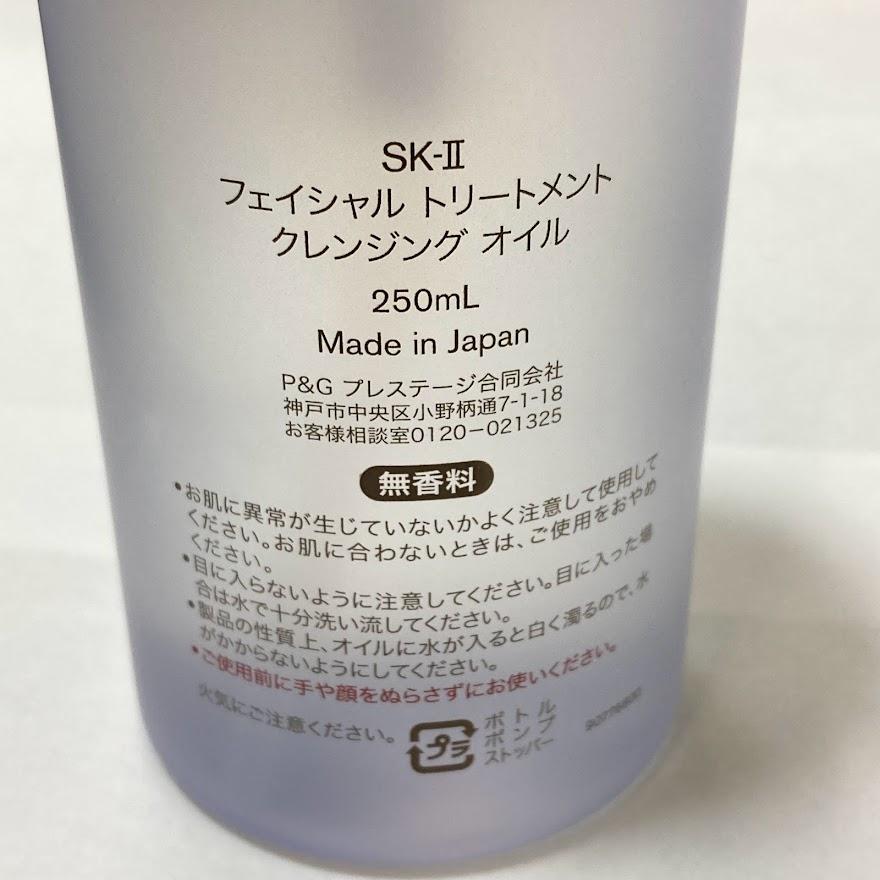 SK-Ⅱ
フェイシャル トリートメント
クレンジング オイル
250mL
Made in Japan
P&G プレステージ合同会社
神戸市中央区小野柄通7-1-18
お客様相談室0120-021325
無香料
•お肌に異常が生じていないかよく注意して使用して
ください。お肌に合わないときは、ご使用をおやめ
ください。
•目に入らないように注意してください。目に入った場
合は水で十分洗い流してください。
•製品の性質上、オイルに水が入ると白く濁るので、水
がかからないようにしてください。
•ご使用前に手や顔をぬらさずにお使いください。
火気にご注意ください。
プラ
ボトル
ポンプ
ストッパー